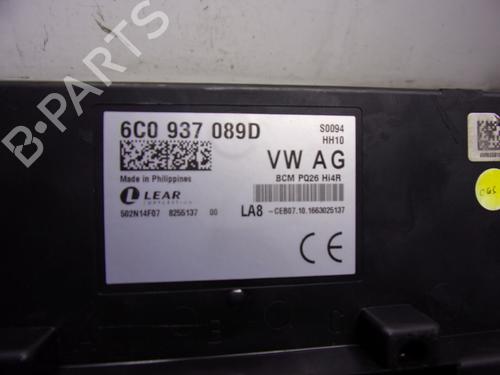 6C0 937 089D
S0094
HH10
VW AG
BCM PQ26 Hi4R
Made in Philippines
LEAR
CORPORATION
502N14F07 8255137 00
LA8 -CEB07.10.1663025137
CE
B-PARTS